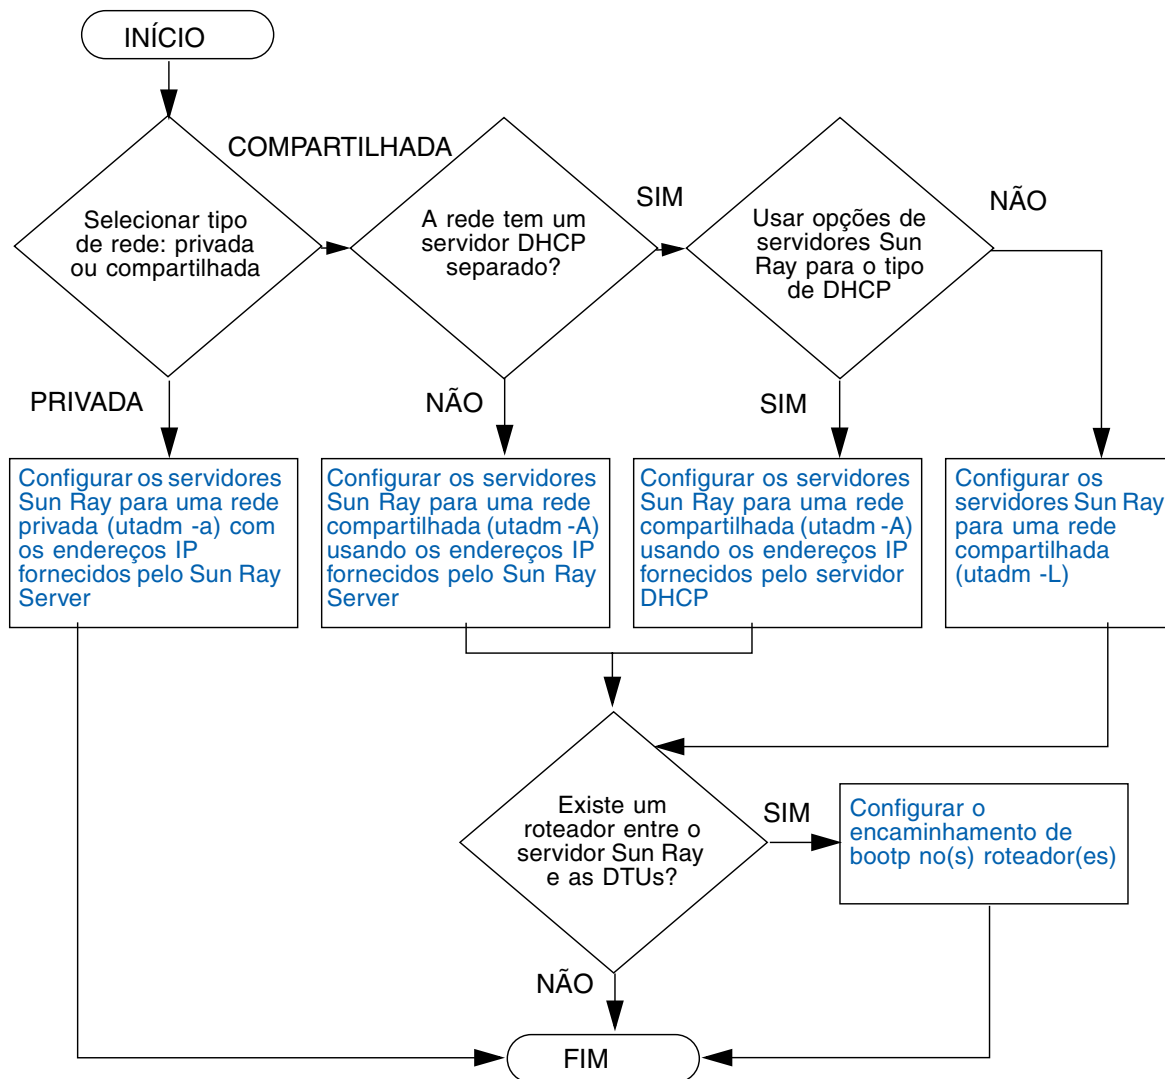 INÍCIO
COMPARTILHADA
Selecionar tipo
de rede: privada
ou compartilhada
A rede tem um
servidor DHCP
separado?
SIM
Usar opções de
servidores Sun
Ray para o tipo
de DHCP
NÃO
PRIVADA
NÃO
SIM
Configurar os servidores
Sun Ray para uma rede
privada (utadm -a) com
os endereços IP
fornecidos pelo Sun Ray
Server
Configurar os servidores
Sun Ray para uma rede
compartilhada (utadm -A)
usando os endereços IP
fornecidos pelo Sun Ray
Server
Configurar os servidores
Sun Ray para uma rede
compartilhada (utadm -A)
usando os endereços IP
fornecidos pelo servidor
DHCP
Configurar os
servidores Sun Ray
para uma rede
compartilhada
(utadm -L)
Existe um
roteador entre o
servidor Sun Ray
e as DTUs?
SIM
Configurar o
encaminhamento de
bootp no(s) roteador(es)
NÃO
FIM